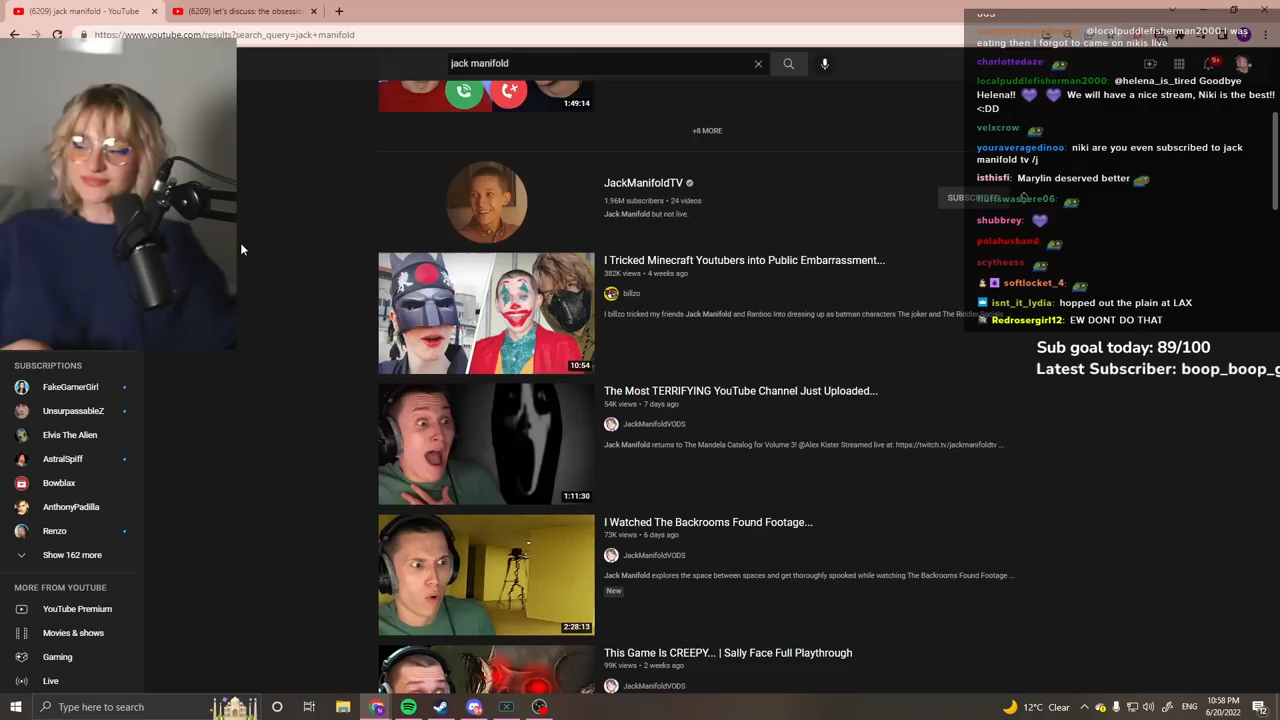 (6209) jack manifold - YouTube
(6209) let's discuss the obsession
https://www.youtube.com/results?search_query=jack+manifold
jack manifold
9+
1:49:14
+8 MORE
JackManifoldTV
1.96M subscribers • 24 videos
Jack Manifold but not live.
SUBSCRIBED
I Tricked Minecraft Youtubers into Public Embarrassment...
382K views • 4 weeks ago
billzo
I billzo tricked my friends Jack Manifold and Ranboo Into dressing up as batman characters The joker and The Riddler Socials
10:54
The Most TERRIFYING YouTube Channel Just Uploaded...
54K views • 7 days ago
JackManifoldVODS
Jack Manifold returns to The Mandela Catalog for Volume 3! @Alex Kister Streamed live at: https://twitch.tv/jackmanifoldtv ...
1:11:30
I Watched The Backrooms Found Footage...
73K views • 6 days ago
JackManifoldVODS
Jack Manifold explores the space between spaces and get thoroughly spooked while watching The Backrooms Found Footage ...
New
2:28:13
This Game Is CREEPY... | Sally Face Full Playthrough
99K views • 2 weeks ago
JackManifoldVODS
SUBSCRIPTIONS
FakeGamerGirl
UnsurpassableZ
Elvis The Alien
AstralSpiff
Bowblax
AnthonyPadilla
Renzo
Show 162 more
MORE FROM YOUTUBE
YouTube Premium
Movies & shows
Gaming
Live
@localpuddlefisherman2000 I was
eating then I forgot to came on nikis live
charlottedaze:
localpuddlefisherman2000: @helena_is_tired Goodbye
Helena!! We will have a nice stream, Niki is the best!!
<:DD
velxcrow:
youraveragedinoo: niki are you even subscribed to jack
manifold tv /j
isthisfi: Marylin deserved better
fluffswashere06:
shubbrey:
polahusband:
scytheess:
softlocket_4:
isnt_it_lydia: hopped out the plain at LAX
Redrosergirl12: EW DONT DO THAT
Sub goal today: 89/100
Latest Subscriber: boop_boop_g
Type here to search
12°C Clear
10:58 PM
6/20/2022
12